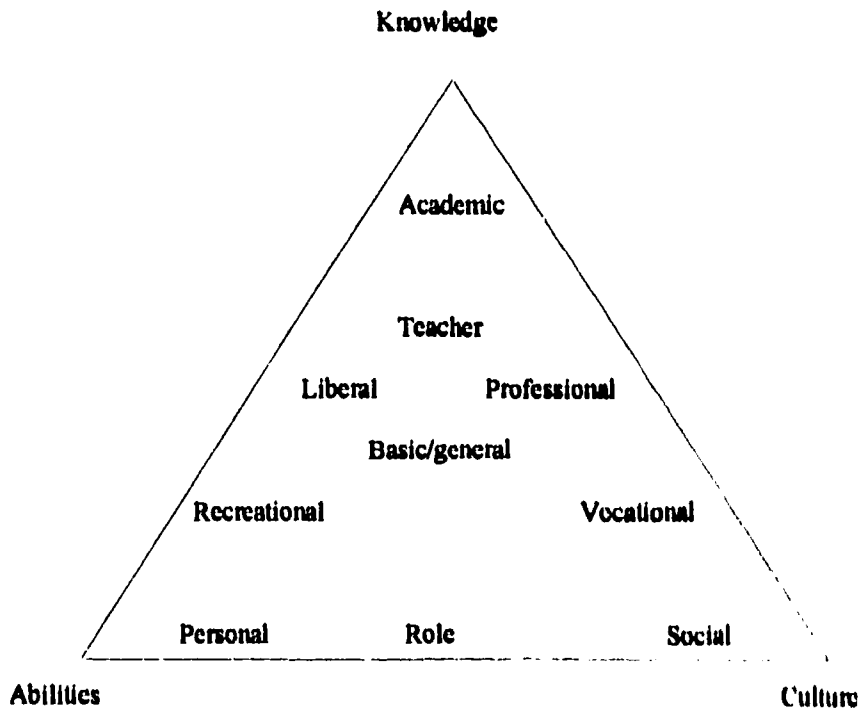 Knowledge
Academic
Teacher
Liberal Professional
Basic/general
Recreational Vocational
Personal Role Social
Abilities Culture